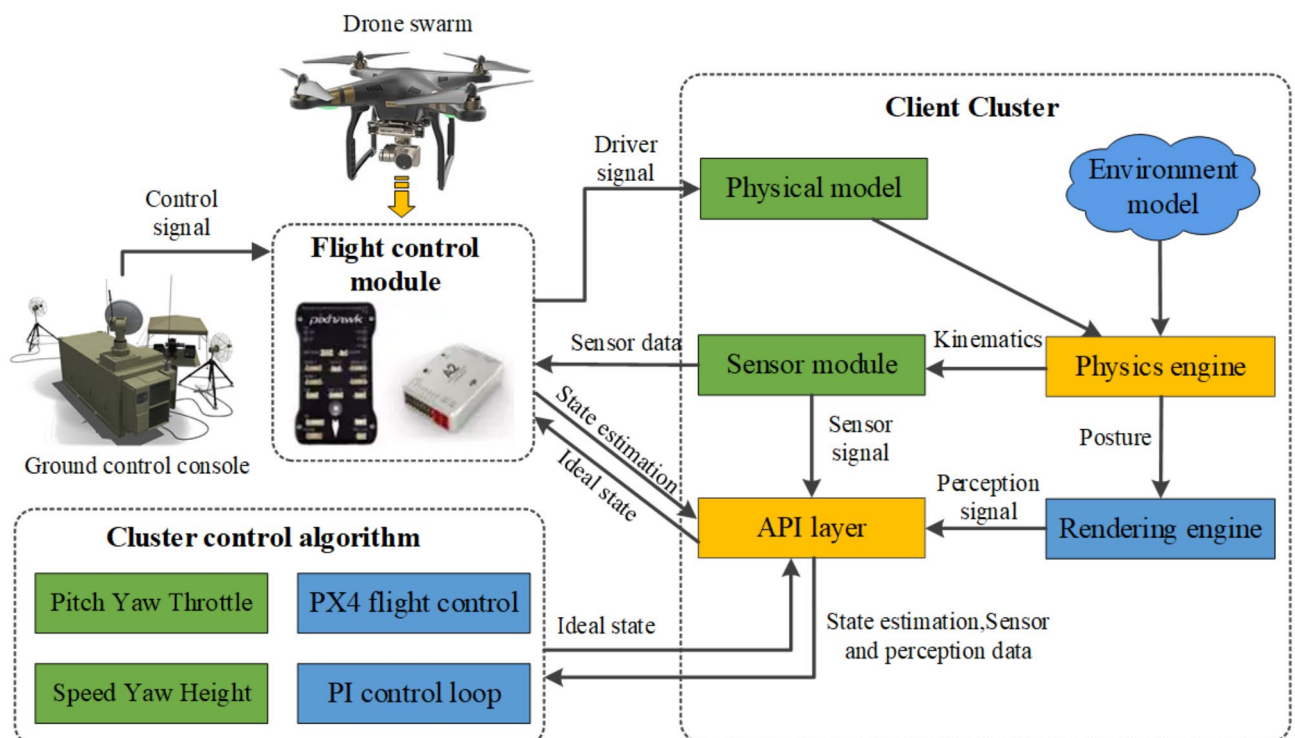 Drone swarm
Client Cluster
Driver
signal
Physical model
Environment
model
Control
signal
Flight control
module
pixhawk
Sensor data
Sensor module
Kinematics
Physics engine
State estimation
Ideal state
Sensor
signal
Posture
Ground control console
Perception
signal
API layer
Rendering engine
Cluster control algorithm
Pitch Yaw Throttle
PX4 flight control
Ideal state
State estimation,Sensor
and perception data
Speed Yaw Height
PI control loop